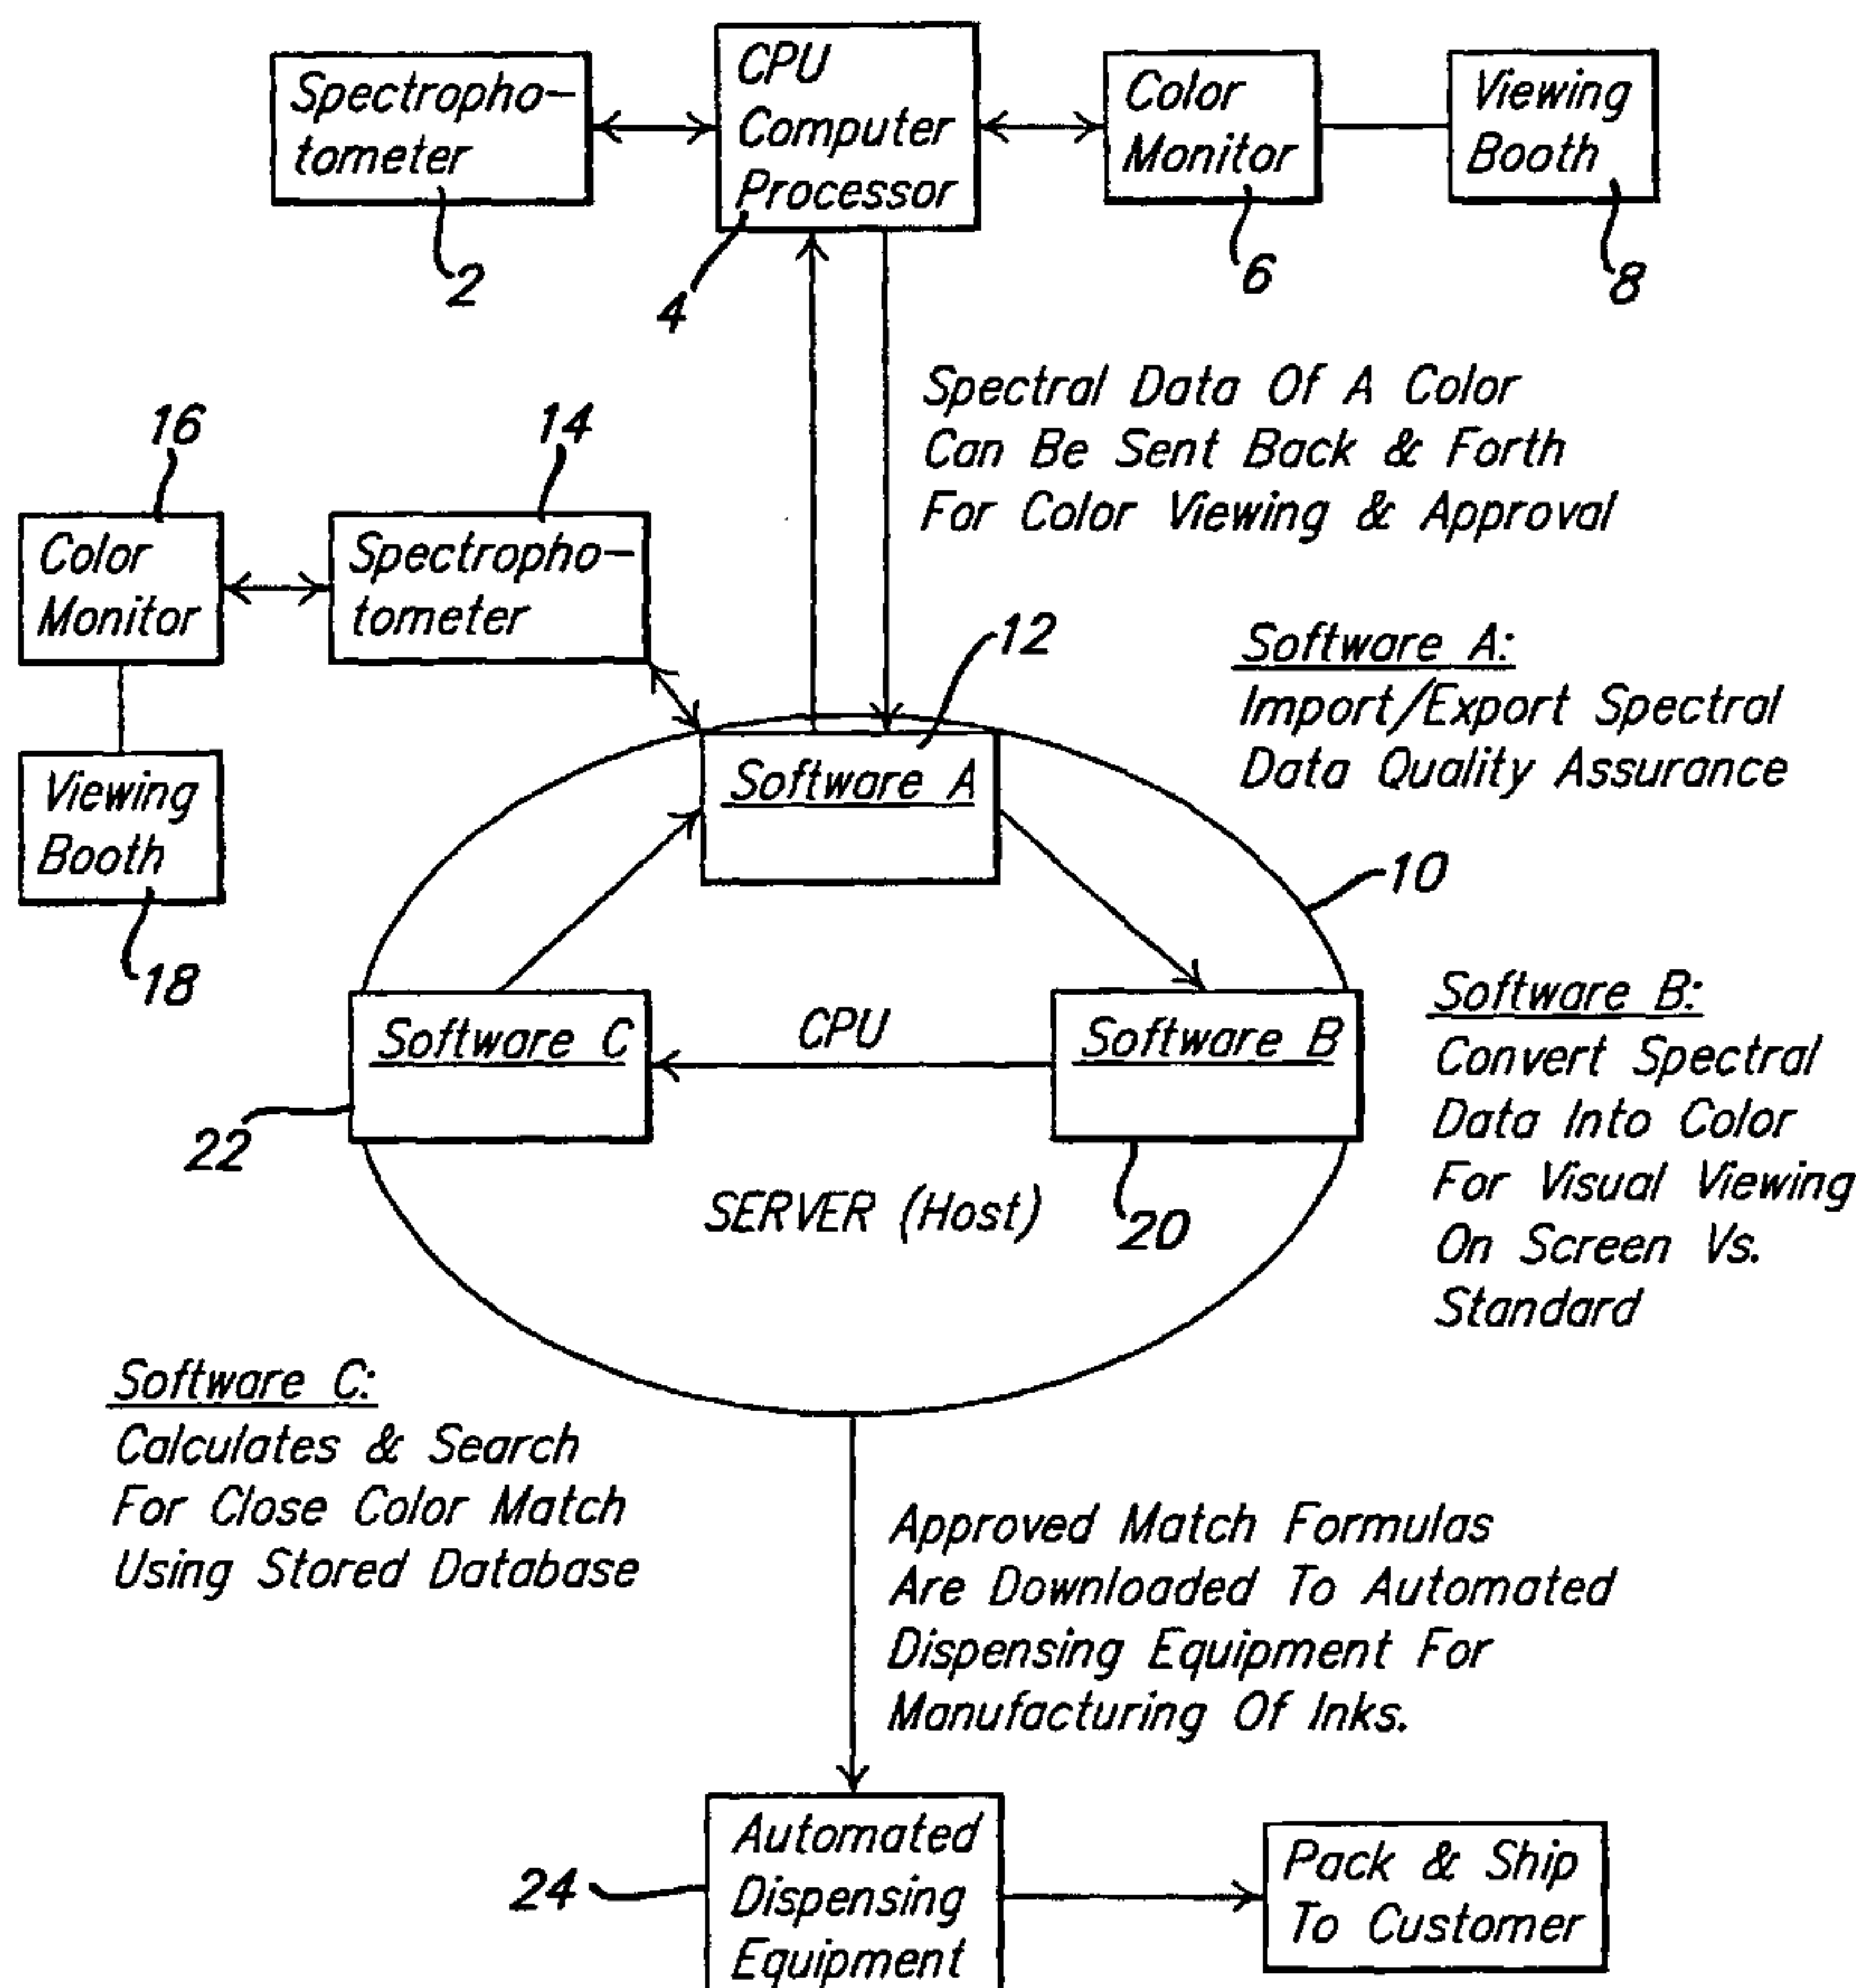 Spectropho-
tometer
2
CPU
Computer
Processor
4
Color
Monitor
6
Viewing
Booth
8
Spectral Data Of A Color
Can Be Sent Back & Forth
For Color Viewing & Approval
16
Color
Monitor
14
Spectropho-
tometer
Viewing
Booth
18
12
Software A
Software A:
Import/Export Spectral
Data Quality Assurance
10
Software C
22
CPU
Software B
20
SERVER (Host)
Software B:
Convert Spectral
Data Into Color
For Visual Viewing
On Screen Vs.
Standard
Software C:
Calculates & Search
For Close Color Match
Using Stored Database
Approved Match Formulas
Are Downloaded To Automated
Dispensing Equipment For
Manufacturing Of Inks.
24
Automated
Dispensing
Equipment
Pack & Ship
To Customer